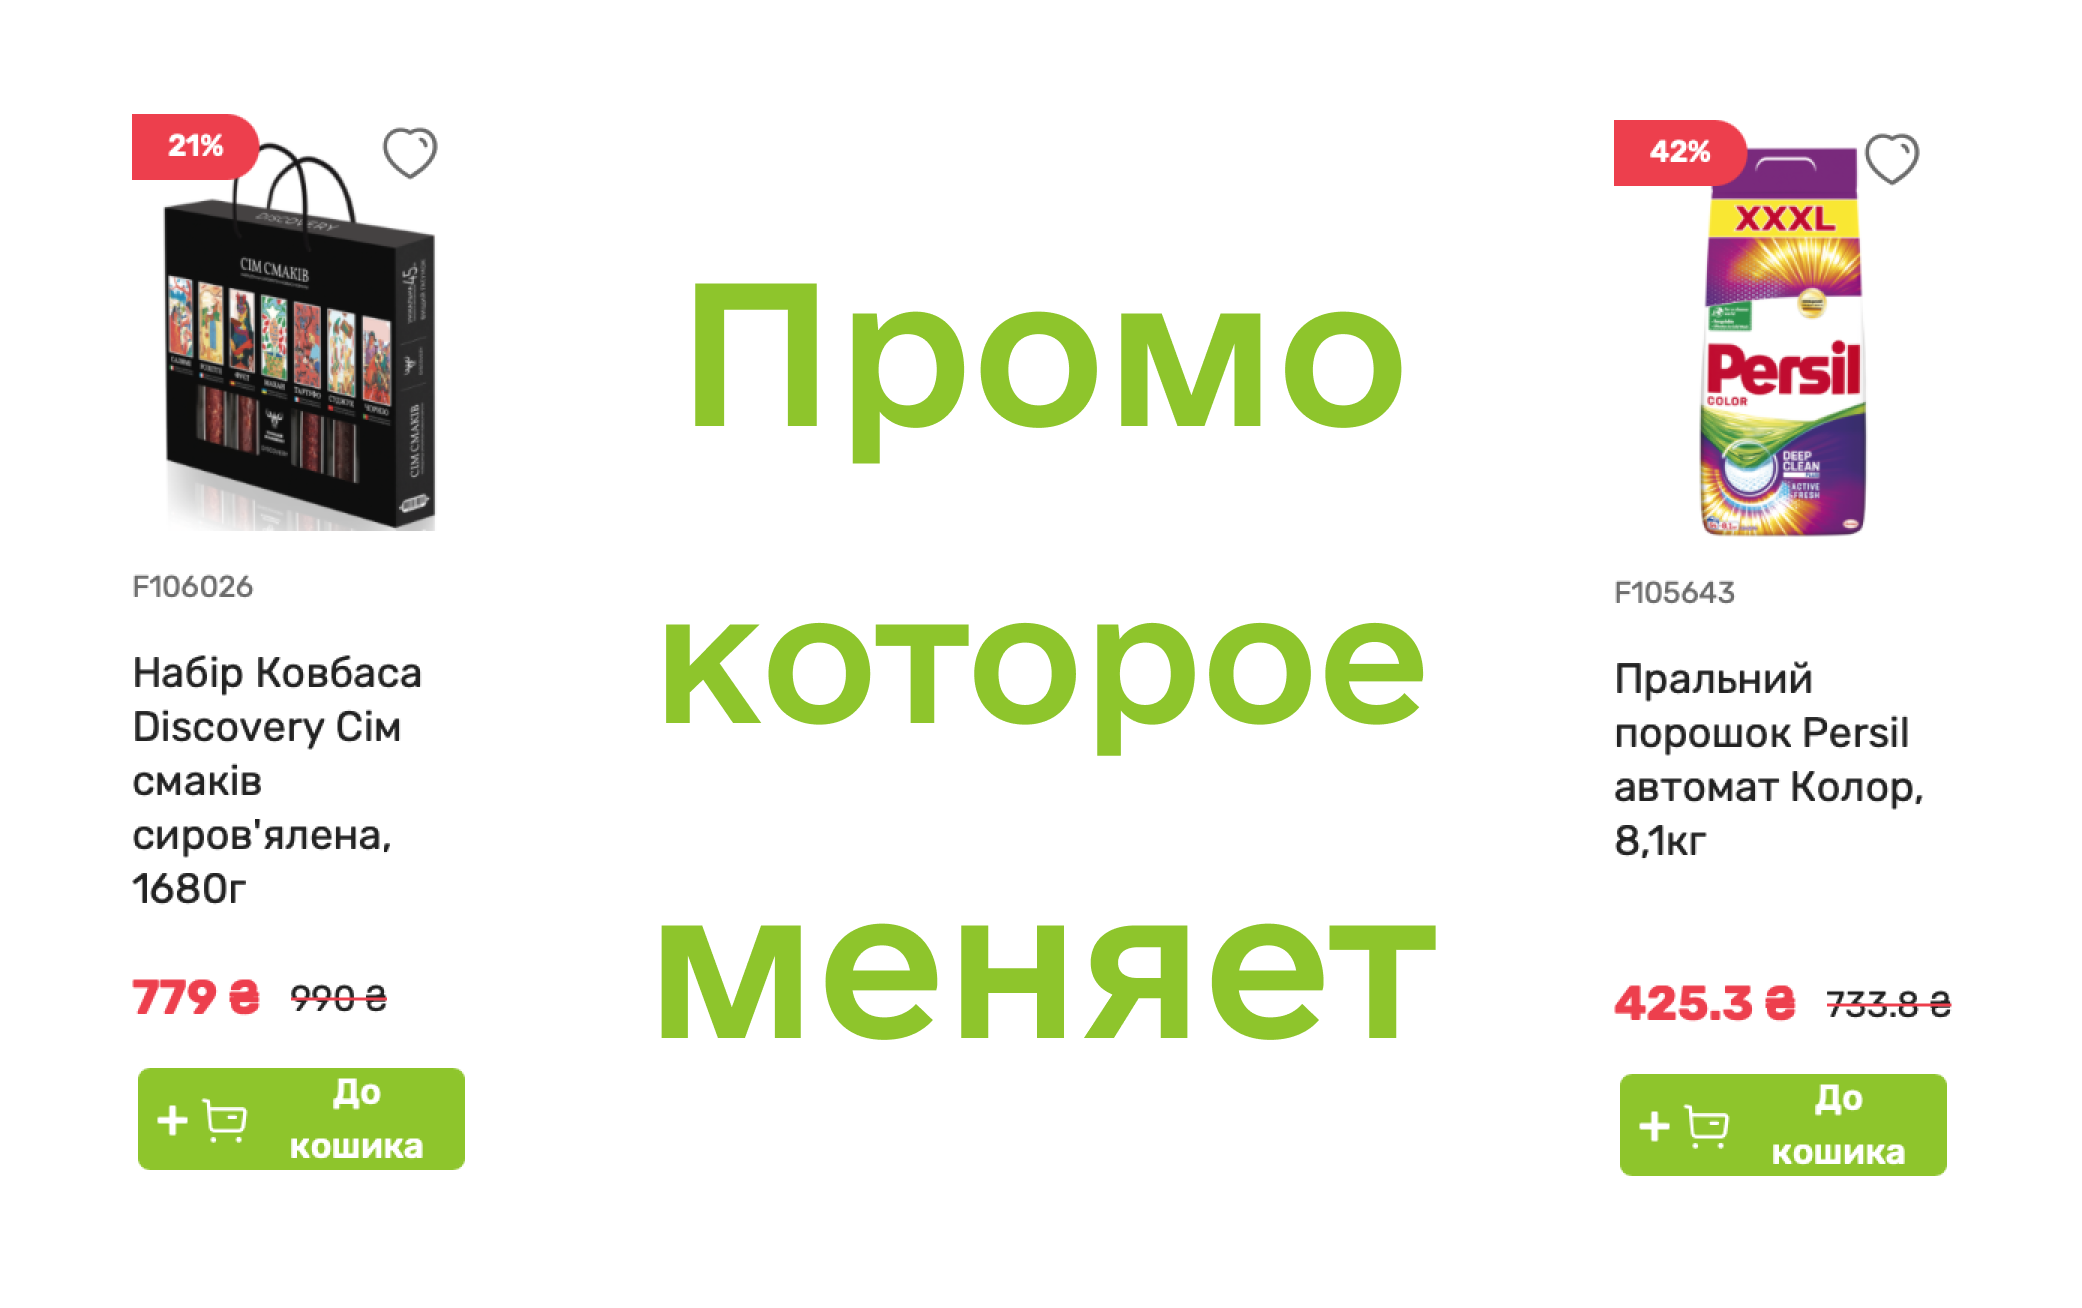 21%
DISCOVERY
СІМ СМАКІВ
СІМ СМАКІВ
F106026
Набір Ковбаса
Discovery Сім
смаків
сиров'ялена,
1680г
779 ₴ 990 ₴
До
кошика
Промо
которое
меняет
42%
XXXL
Persil
COLOR
DEEP
CLEAN
ACTIVE
FRESH
F105643
Пральний
порошок Persil
автомат Колор,
8,1кг
425.3 ₴ 733.8 ₴
До
кошика